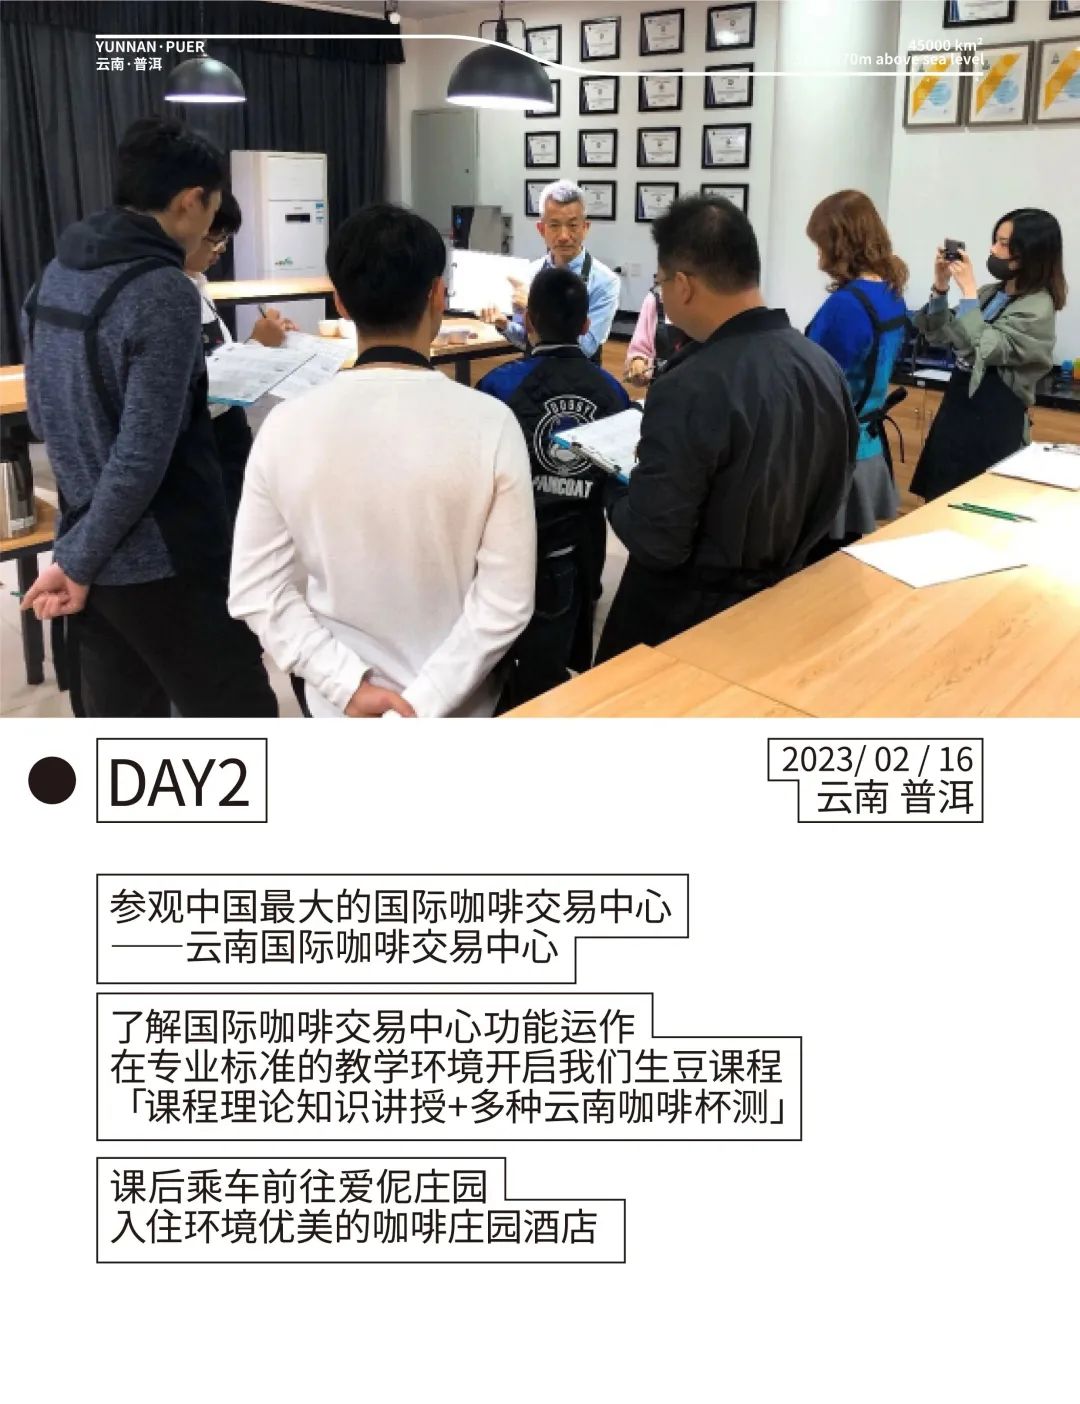 YUNNAN·PUER
云南·普洱
45000 km²
70m above sea level
DOBSY
DAY2
2023/ 02 / 16
云南 普洱
参观中国最大的国际咖啡交易中心
——云南国际咖啡交易中心
了解国际咖啡交易中心功能运作
在专业标准的教学环境开启我们生豆课程
「课程理论知识讲授+多种云南咖啡杯测」
课后乘车前往爱伲庄园
入住环境优美的咖啡庄园酒店